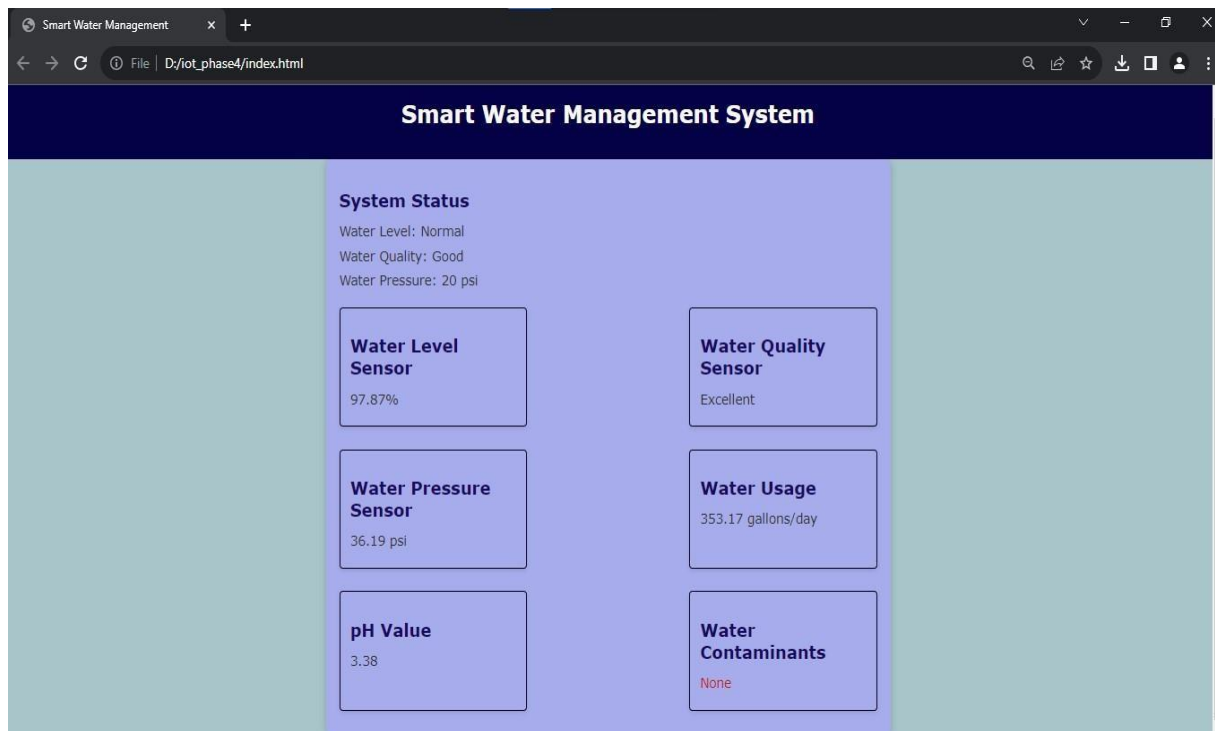 Smart Water Management
File | D:/iot_phase4/index.html
Smart Water Management System
System Status
Water Level: Normal
Water Quality: Good
Water Pressure: 20 psi
Water Level
Sensor
97.87%
Water Quality
Sensor
Excellent
Water Pressure
Sensor
36.19 psi
Water Usage
353.17 gallons/day
pH Value
3.38
Water
Contaminants
None